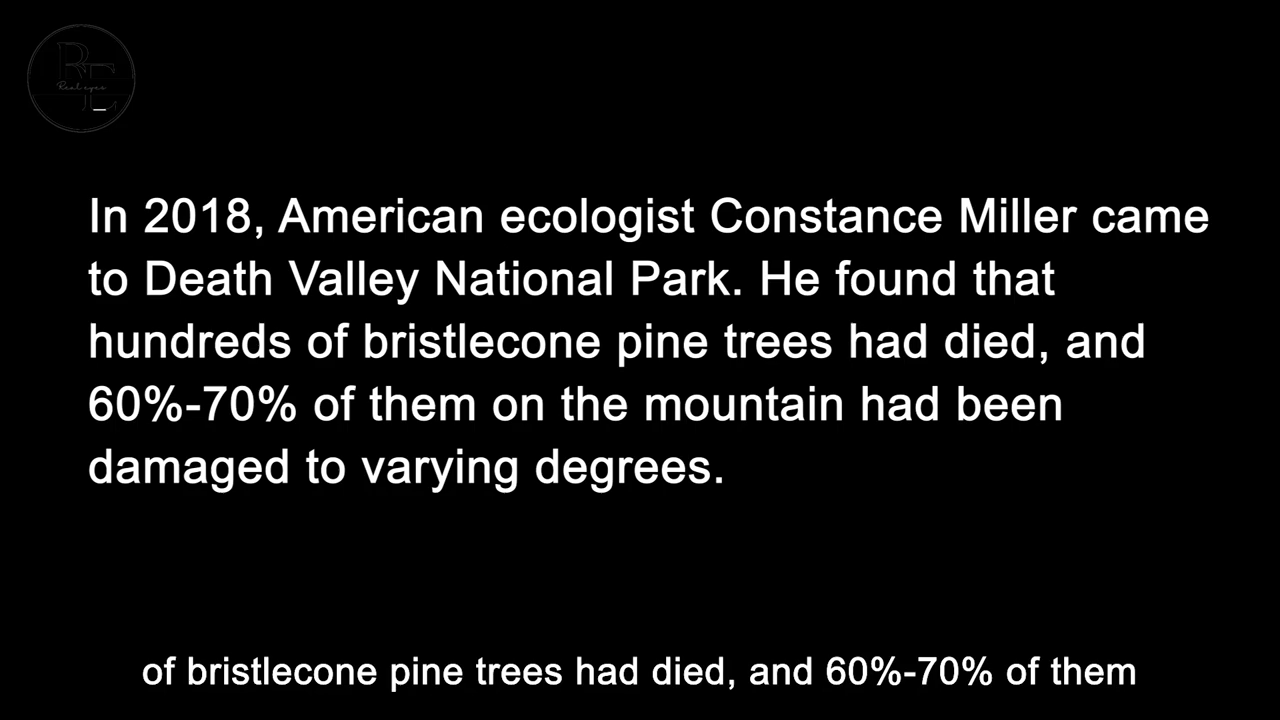 Real eyes
In 2018, American ecologist Constance Miller came
to Death Valley National Park. He found that
hundreds of bristlecone pine trees had died, and
60%-70% of them on the mountain had been
damaged to varying degrees.
of bristlecone pine trees had died, and 60%-70% of them